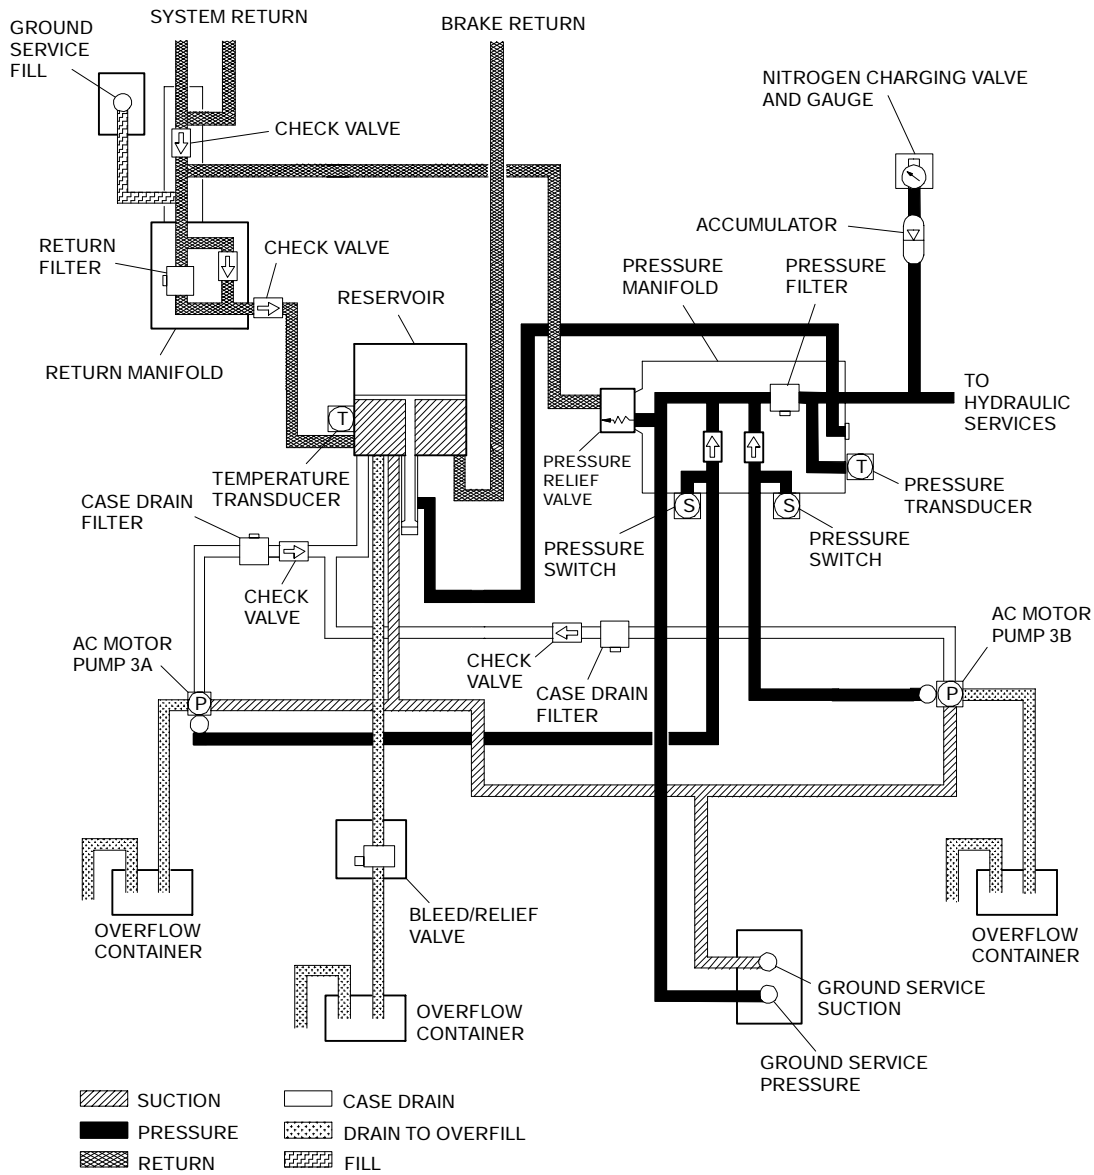 SYSTEM RETURN
BRAKE RETURN
GROUND
SERVICE
FILL
NITROGEN CHARGING VALVE
AND GAUGE
CHECK VALVE
ACCUMULATOR
RETURN
FILTER
CHECK VALVE
PRESSURE
MANIFOLD
PRESSURE
FILTER
RESERVOIR
RETURN MANIFOLD
TO
HYDRAULIC
SERVICES
T
TEMPERATURE
TRANSDUCER
PRESSURE
RELIEF
VALVE
T
PRESSURE
TRANSDUCER
CASE DRAIN
FILTER
S
S
PRESSURE
SWITCH
PRESSURE
SWITCH
CHECK
VALVE
AC MOTOR
PUMP 3A
CHECK
VALVE
CASE DRAIN
FILTER
AC MOTOR
PUMP 3B
P
P
OVERFLOW
CONTAINER
BLEED/RELIEF
VALVE
OVERFLOW
CONTAINER
OVERFLOW
CONTAINER
GROUND SERVICE
SUCTION
GROUND SERVICE
PRESSURE
SUCTION
CASE DRAIN
PRESSURE
DRAIN TO OVERFILL
RETURN
FILL